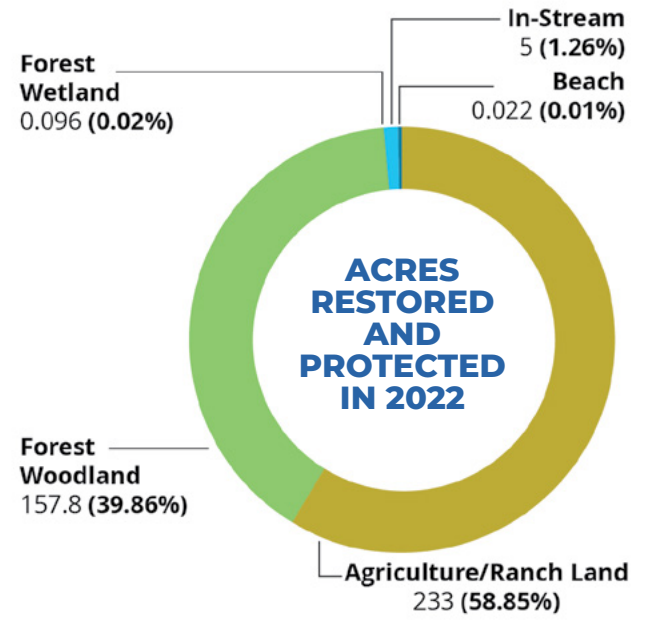 In-Stream
5 (1.26%)
Beach
0.022 (0.01%)
Forest
Wetland
0.096 (0.02%)
ACRES
RESTORED
AND
PROTECTED
IN 2022
Forest
Woodland
157.8 (39.86%)
Agriculture/Ranch Land
233 (58.85%)